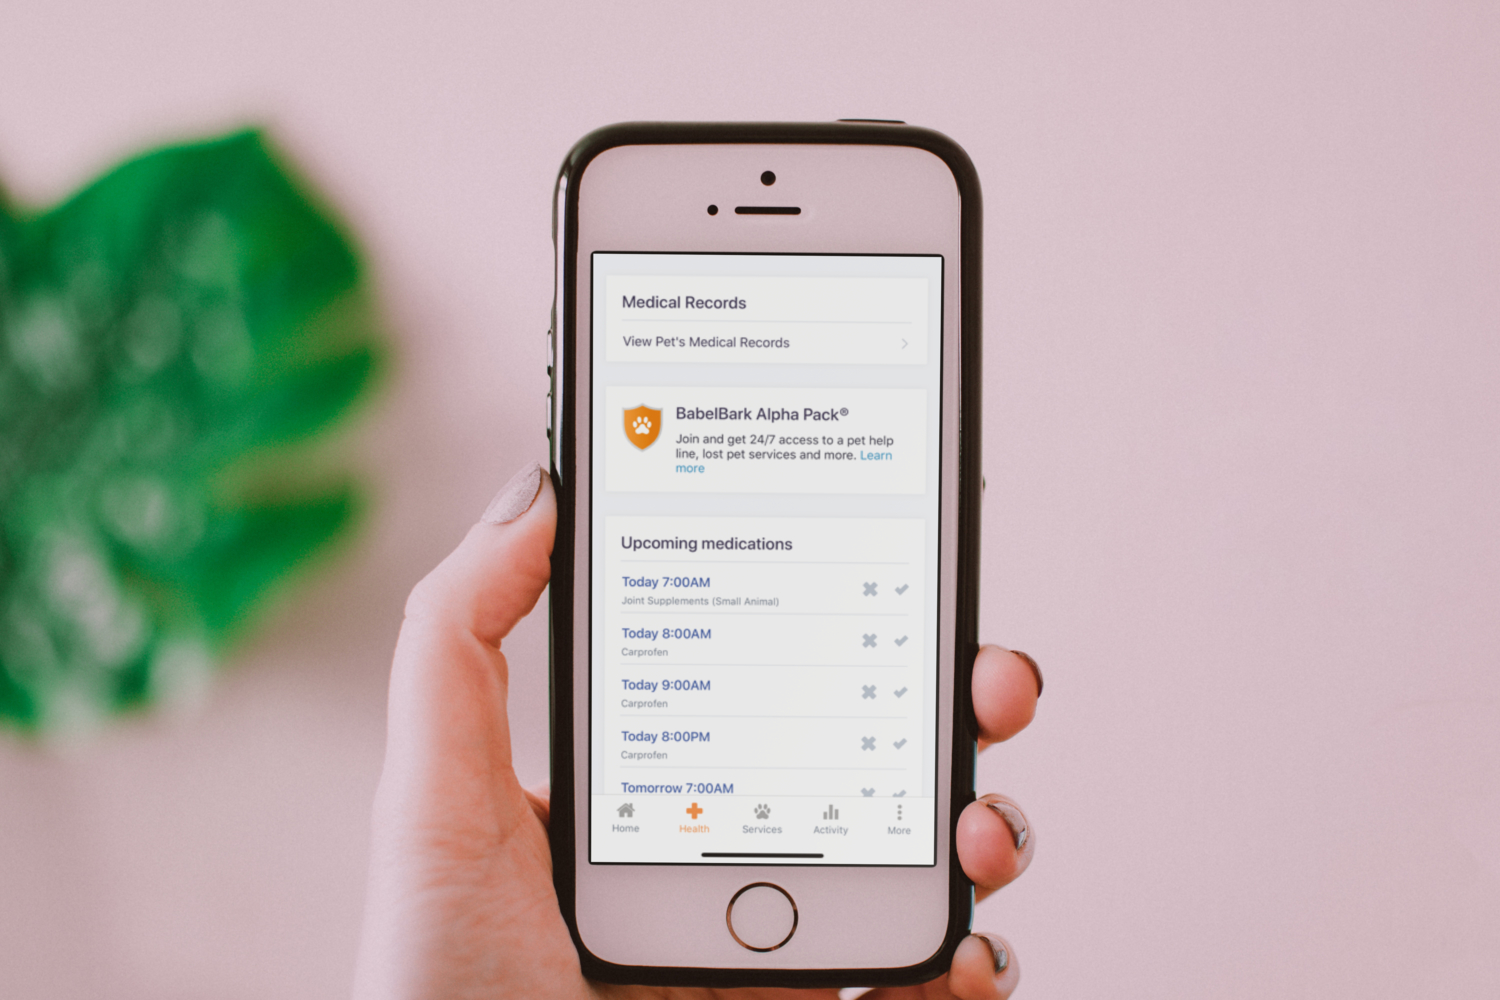 Medical Records
View Pet's Medical Records
BabelBark Alpha Pack®
Join and get 24/7 access to a pet help
line, lost pet services and more. Learn
more
Upcoming medications
Today 7:00AM
Joint Supplements (Small Animal)
Today 8:00AM
Carprofen
Today 9:00AM
Carprofen
Today 8:00PM
Carprofen
Tomorrow 7:00AM
Home Health Services Activity More